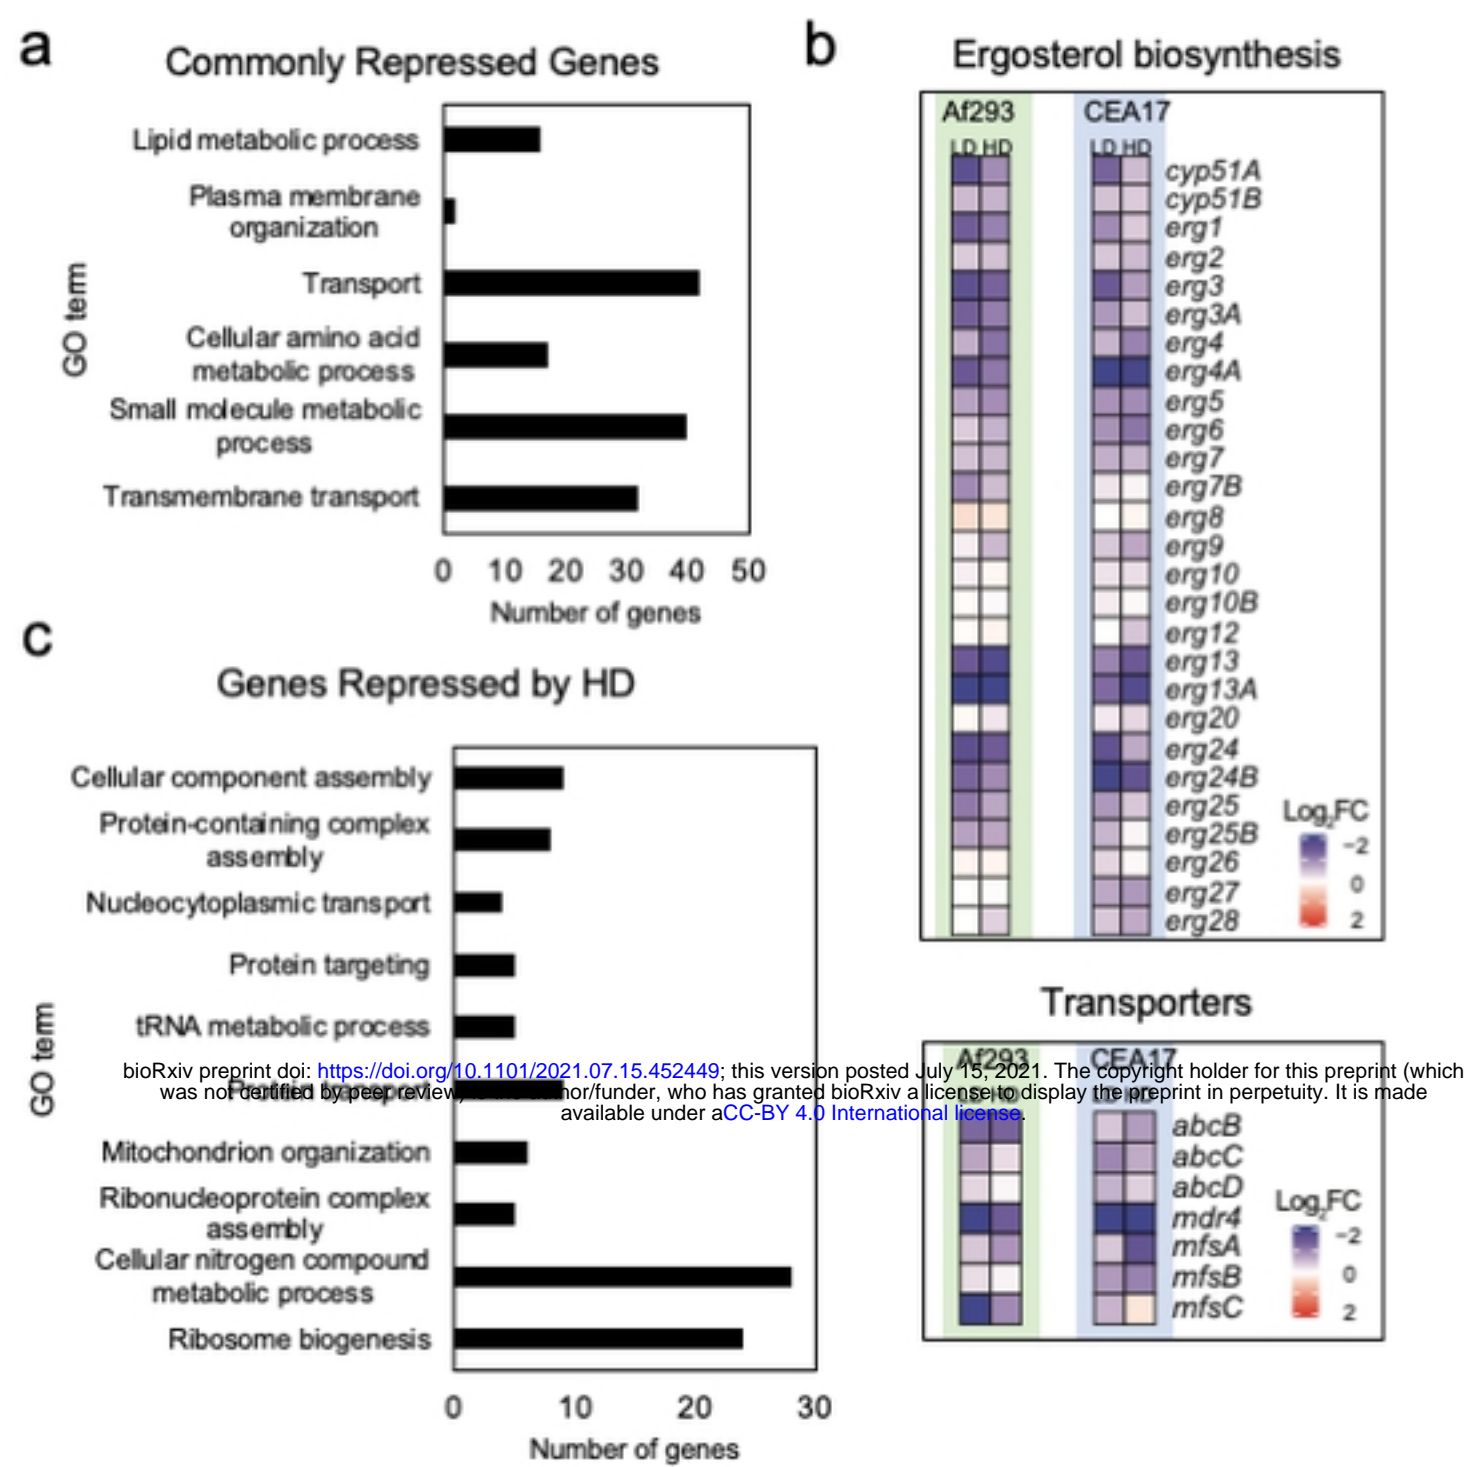 a
Commonly Repressed Genes
GO term
Lipid metabolic process
Plasma membrane
organization
Transport
Cellular amino acid
metabolic process
Small molecule metabolic
process
Transmembrane transport
0 10 20 30 40 50
Number of genes
b
Ergosterol biosynthesis
Af293 CEA17
LD HD LD HD
cyp51A
cyp51B
erg1
erg2
erg3
erg3A
erg4
erg4A
erg5
erg6
erg7
erg7B
erg8
erg9
erg10
erg10B
erg12
erg13
erg13A
erg20
erg24
erg24B
erg25
erg25B
erg26
erg27
erg28
Log2FC
−2
0
2
Transporters
Af293 CEA17
LD HD LD HD
abcB
abcC
abcD
mdr4
mfsA
mfsB
mfsC
Log2FC
−2
0
2
c
Genes Repressed by HD
GO term
Cellular component assembly
Protein-containing complex
assembly
Nucleocytoplasmic transport
Protein targeting
tRNA metabolic process
Protein transport
Mitochondrion organization
Ribonucleoprotein complex
assembly
Cellular nitrogen compound
metabolic process
Ribosome biogenesis
0 10 20 30
Number of genes
bioRxiv preprint doi: https://doi.org/10.1101/2021.07.15.452449; this version posted July 15, 2021. The copyright holder for this preprint (which
was not certified by peer review) is the author/funder, who has granted bioRxiv a license to display the preprint in perpetuity. It is made
available under aCC-BY 4.0 International license.